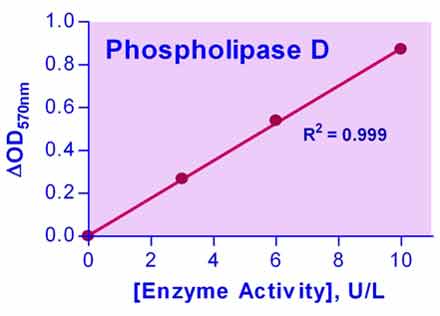 Phospholipase D
1.0
0.8
0.6
0.4
0.2
0.0
ΔOD570nm
R² = 0.999
0 2 4 6 8 10
[Enzyme Activity], U/L